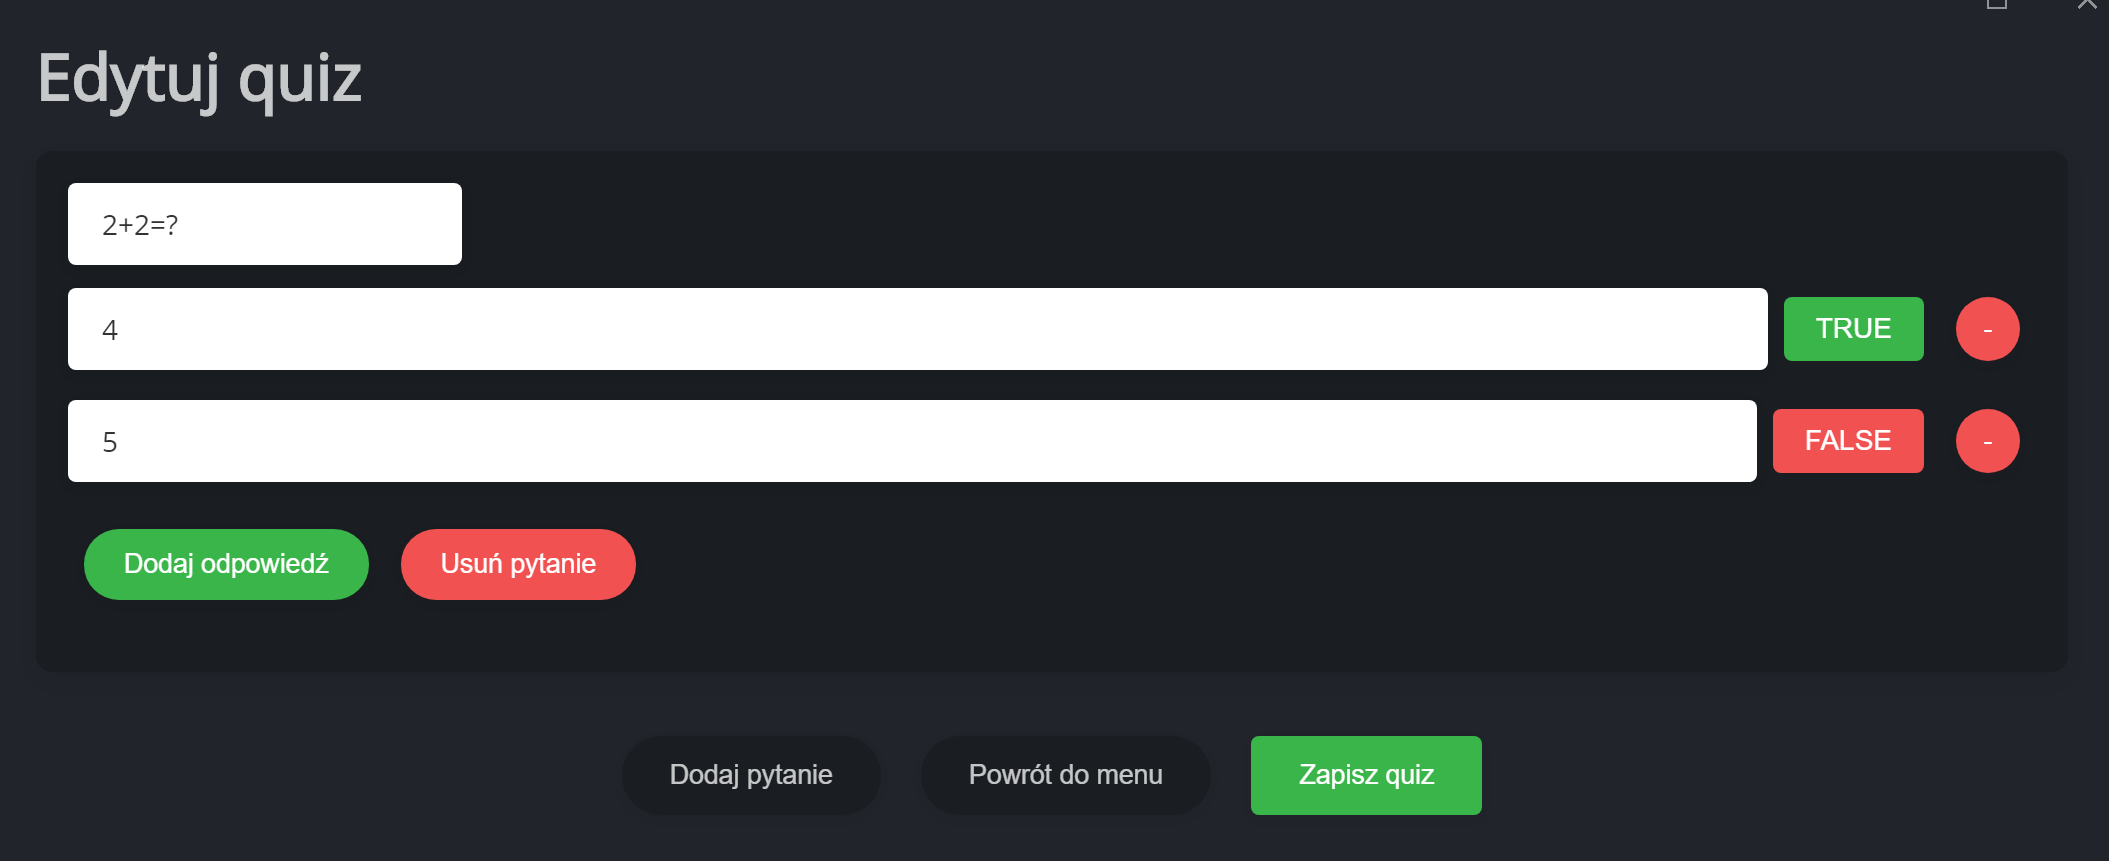 Edytuj quiz
2+2=?
4 TRUE -
5 FALSE -
Dodaj odpowiedź Usuń pytanie
Dodaj pytanie Powrót do menu Zapisz quiz